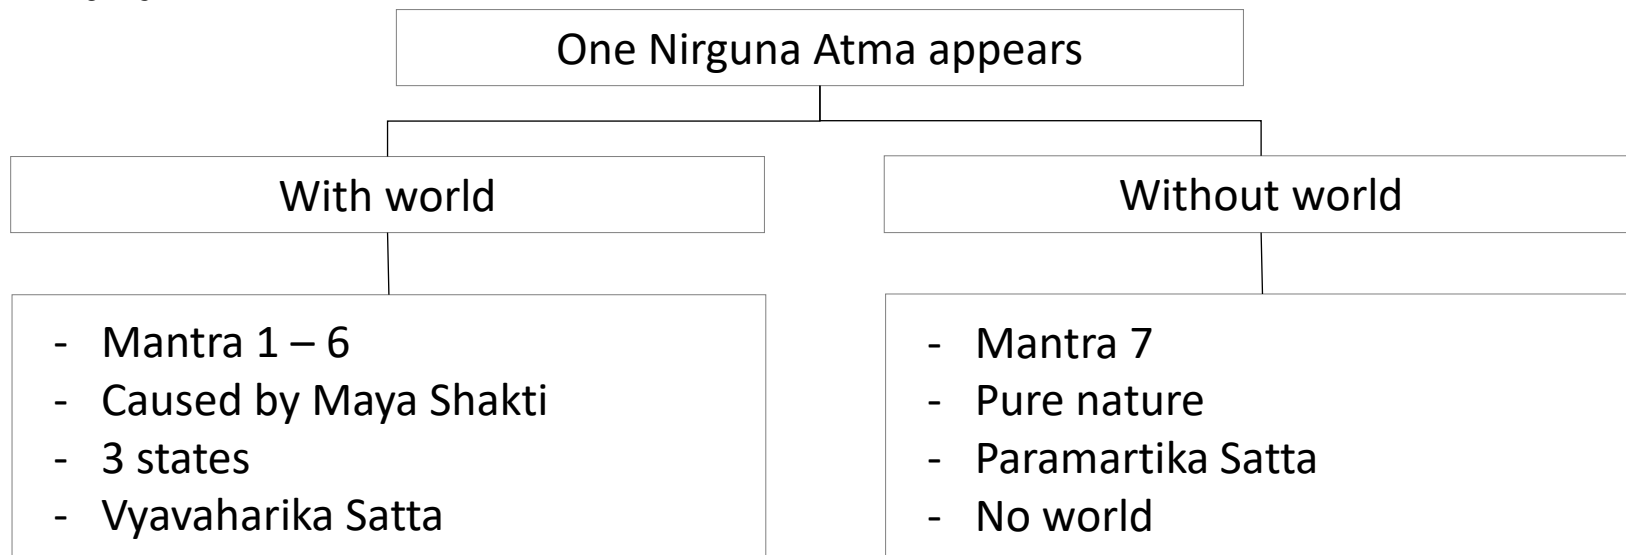 One Nirguna Atma appears
With world
Without world
- Mantra 1 – 6
- Caused by Maya Shakti
- 3 states
- Vyavaharika Satta
- Mantra 7
- Pure nature
- Paramartika Satta
- No world